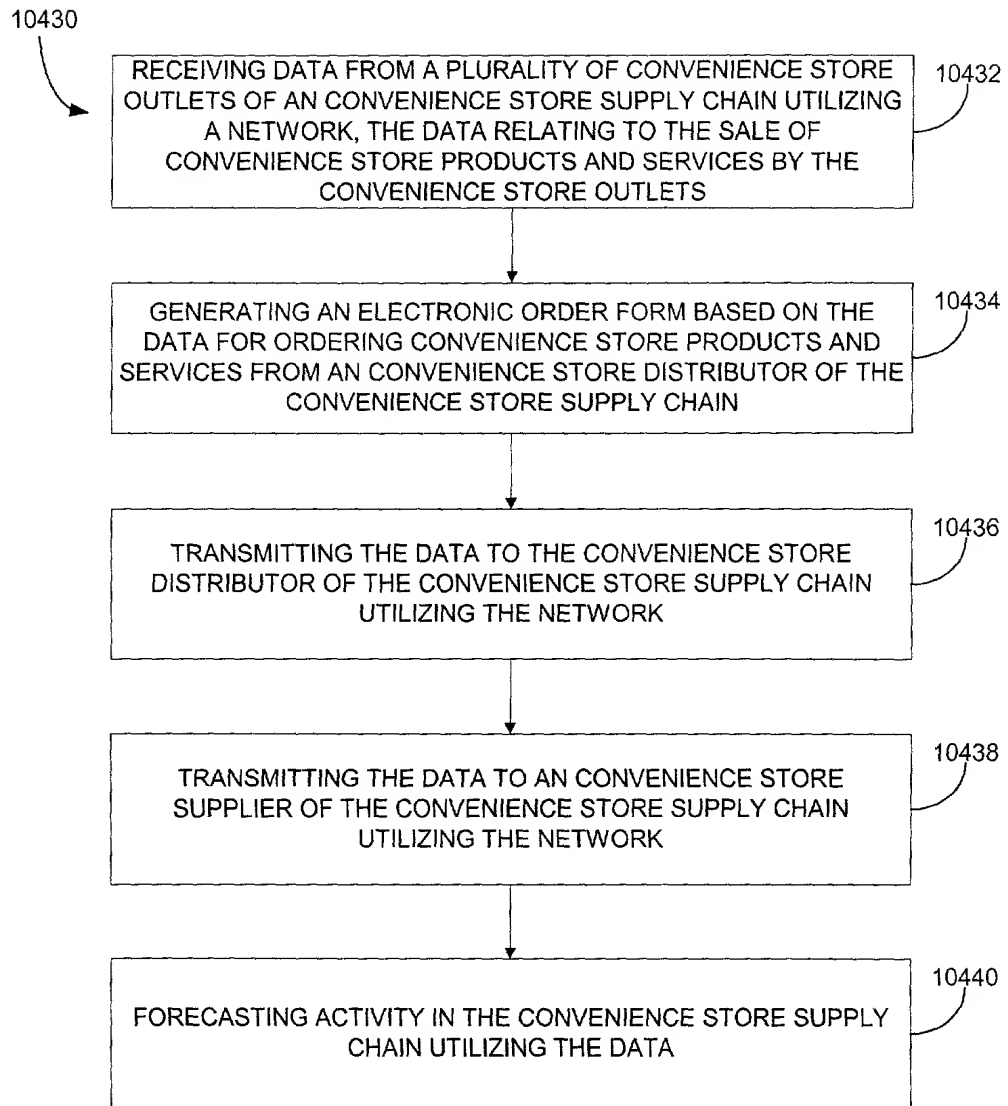 10430
RECEIVING DATA FROM A PLURALITY OF CONVENIENCE STORE
OUTLETS OF AN CONVENIENCE STORE SUPPLY CHAIN UTILIZING
A NETWORK, THE DATA RELATING TO THE SALE OF
CONVENIENCE STORE PRODUCTS AND SERVICES BY THE
CONVENIENCE STORE OUTLETS
10432
GENERATING AN ELECTRONIC ORDER FORM BASED ON THE
DATA FOR ORDERING CONVENIENCE STORE PRODUCTS AND
SERVICES FROM AN CONVENIENCE STORE DISTRIBUTOR OF THE
CONVENIENCE STORE SUPPLY CHAIN
10434
TRANSMITTING THE DATA TO THE CONVENIENCE STORE
DISTRIBUTOR OF THE CONVENIENCE STORE SUPPLY CHAIN
UTILIZING THE NETWORK
10436
TRANSMITTING THE DATA TO AN CONVENIENCE STORE
SUPPLIER OF THE CONVENIENCE STORE SUPPLY CHAIN
UTILIZING THE NETWORK
10438
FORECASTING ACTIVITY IN THE CONVENIENCE STORE SUPPLY
CHAIN UTILIZING THE DATA
10440